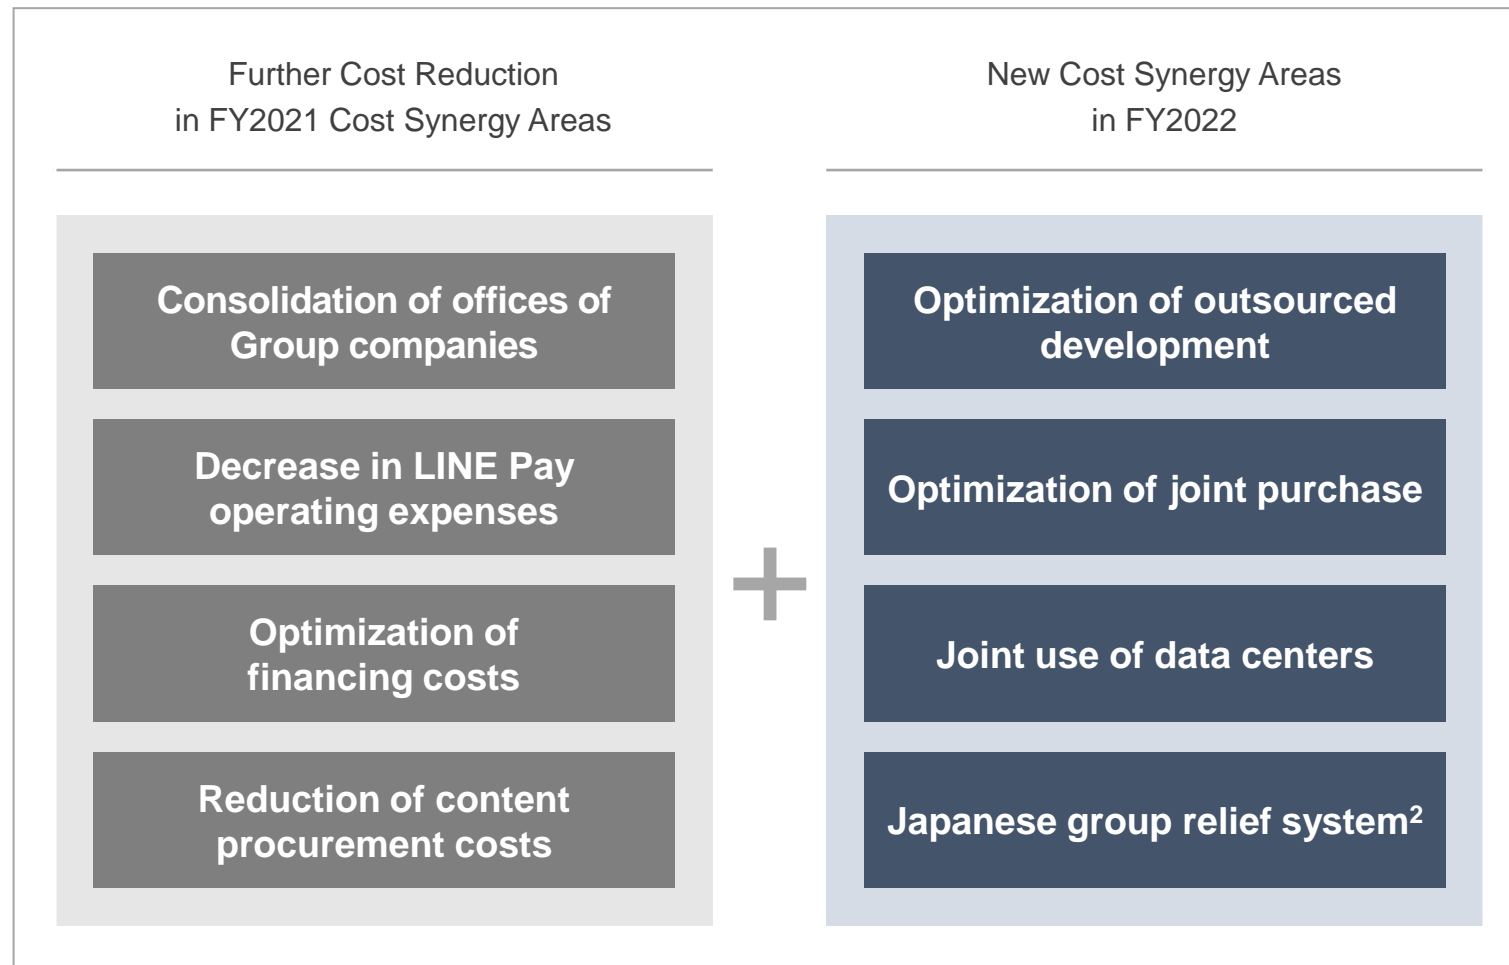 Further Cost Reduction
in FY2021 Cost Synergy Areas
Consolidation of offices of
Group companies
Decrease in LINE Pay
operating expenses
Optimization of
financing costs
Reduction of content
procurement costs
+
New Cost Synergy Areas
in FY2022
Optimization of outsourced
development
Optimization of joint purchase
Joint use of data centers
Japanese group relief system²